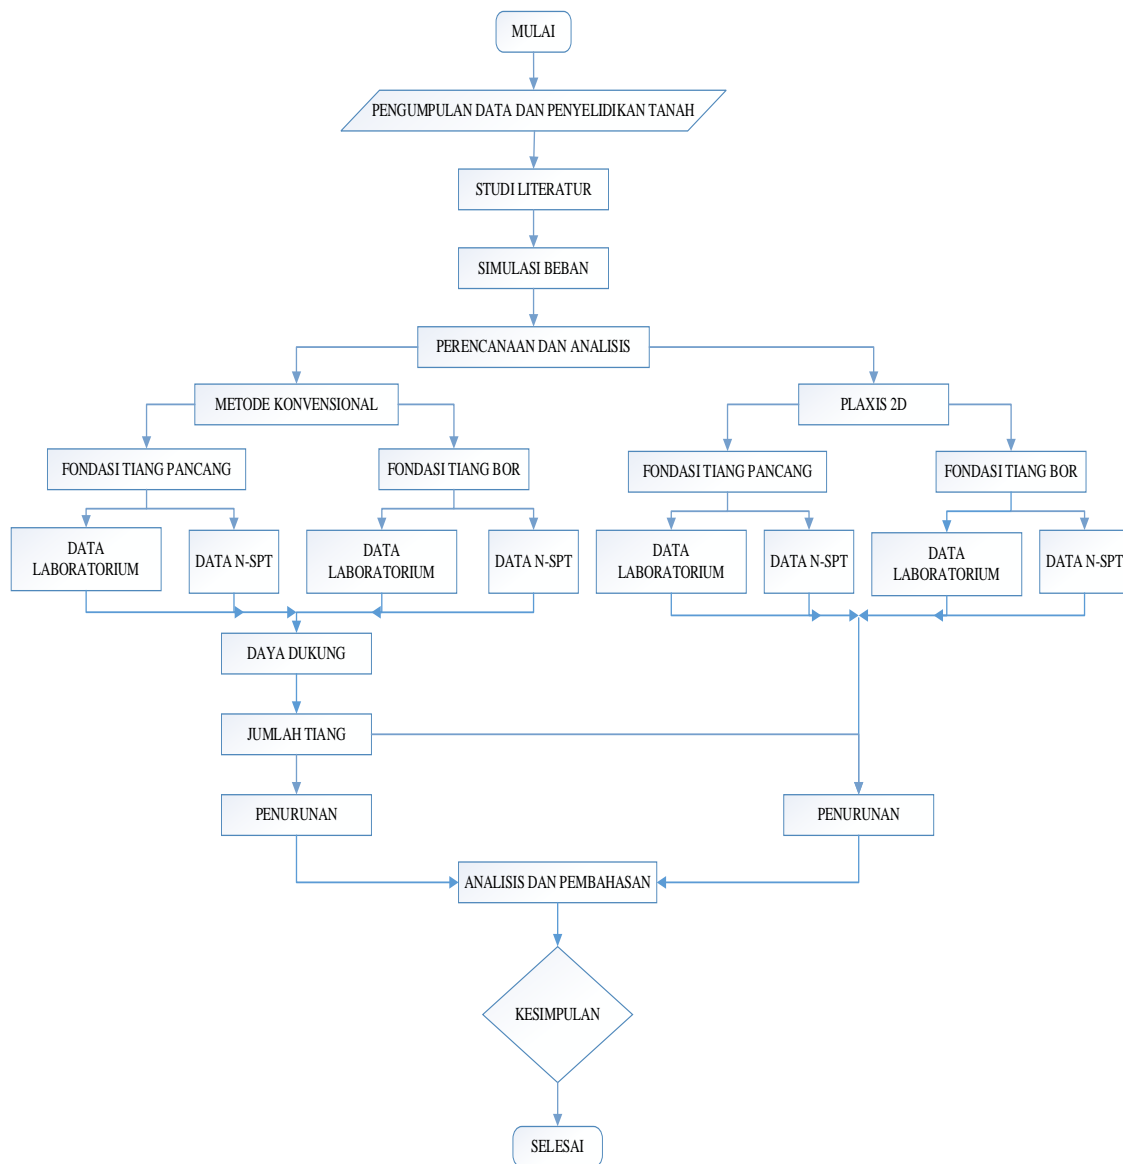 MULAI
PENGUMPULAN DATA DAN PENYELIDIKAN TANAH
STUDI LITERATUR
SIMULASI BEBAN
PERENCANAAN DAN ANALISIS
METODE KONVENSIONAL
PLAXIS 2D
FONDASI TIANG PANCANG
FONDASI TIANG BOR
FONDASI TIANG PANCANG
FONDASI TIANG BOR
DATA
LABORATORIUM
DATA N-SPT
DATA
LABORATORIUM
DATA N-SPT
DATA
LABORATORIUM
DATA N-SPT
DATA
LABORATORIUM
DATA N-SPT
DAYA DUKUNG
JUMLAH TIANG
PENURUNAN
PENURUNAN
ANALISIS DAN PEMBAHASAN
KESIMPULAN
SELESAI